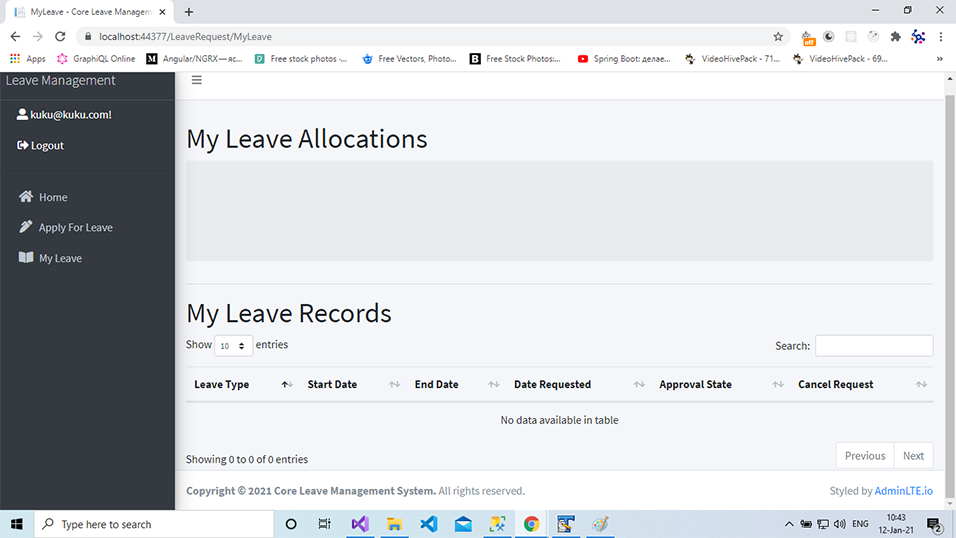 MyLeave - Core Leave Managem
localhost:44377/LeaveRequest/MyLeave
off
Apps GraphiQL Online Angular/NGRX — яс... Free stock photos -... Free Vectors, Photo... Free Stock Photos:... Spring Boot: делае... VideoHivePack - 71... VideoHivePack - 69... »
Leave Management
kuku@kuku.com!
Logout
Home
Apply For Leave
My Leave
My Leave Allocations
My Leave Records
Show 10 entries
Search:
Leave Type Start Date End Date Date Requested Approval State Cancel Request
No data available in table
Showing 0 to 0 of 0 entries
Previous Next
Copyright © 2021 Core Leave Management System. All rights reserved.
Styled by AdminLTE.io
Type here to search
ENG
10:43
12-Jan-21
2